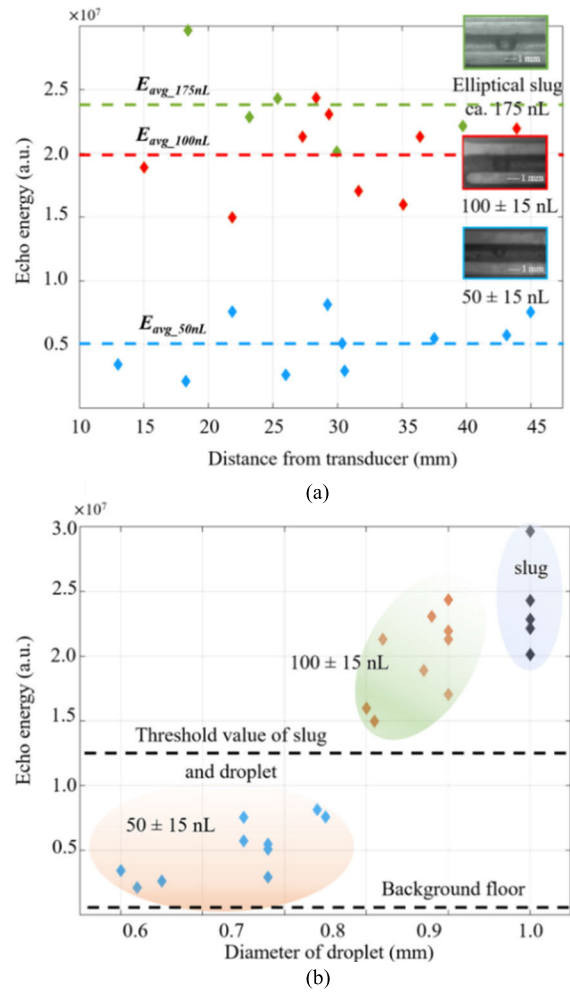 ×10⁷
Echo energy (a.u.)
2.5
2.0
1.5
1.0
0.5
E_avg_175nL
E_avg_100nL
E_avg_50nL
1 mm
Elliptical slug
ca. 175 nL
1 mm
100 ± 15 nL
1 mm
50 ± 15 nL
10 15 20 25 30 35 40 45
Distance from transducer (mm)
(a)
×10⁷
Echo energy (a.u.)
3.0
2.5
2.0
1.5
1.0
0.5
slug
100 ± 15 nL
Threshold value of slug
and droplet
50 ± 15 nL
Background floor
0.6 0.7 0.8 0.9 1.0
Diameter of droplet (mm)
(b)